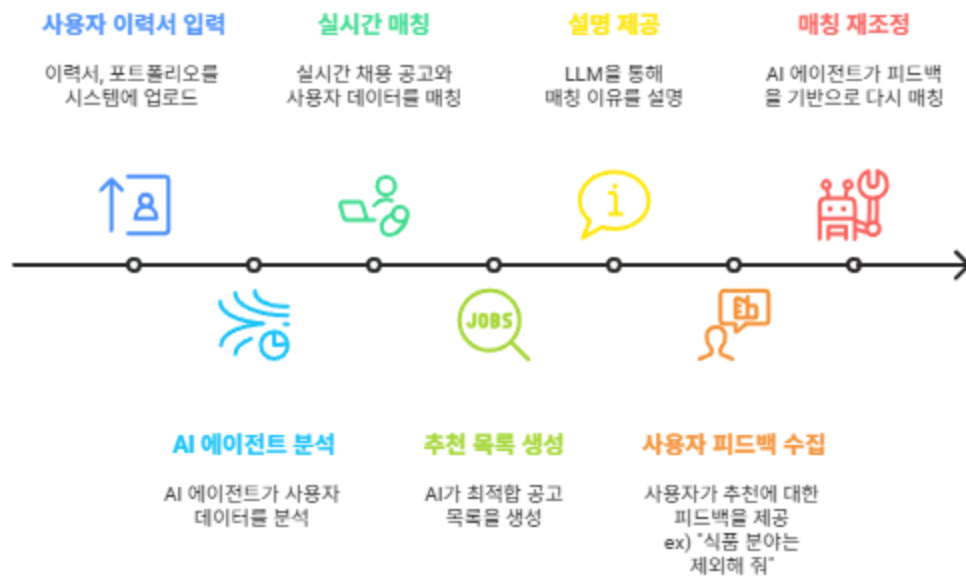 사용자 이력서 입력
이력서, 포트폴리오를
시스템에 업로드
실시간 매칭
실시간 채용 공고와
사용자 데이터를 매칭
설명 제공
LLM을 통해
매칭 이유를 설명
매칭 재조정
AI 에이전트가 피드백
을 기반으로 다시 매칭
i
JOBS
AI 에이전트 분석
AI 에이전트가 사용자
데이터를 분석
추천 목록 생성
AI가 최적합 공고
목록을 생성
사용자 피드백 수집
사용자가 추천에 대한
피드백을 제공
ex) "식품 분야는
제외해 줘"